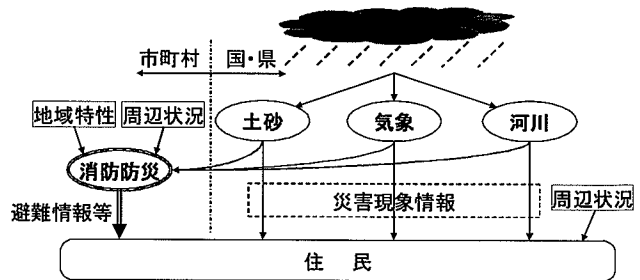 市町村 国・県
地域特性 周辺状況 土砂 気象 河川
消防防災
避難情報等 災害現象情報 周辺状況
住 民